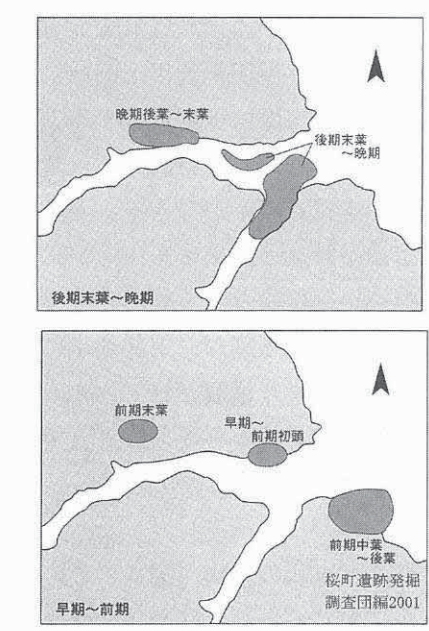 晩期後葉～末葉
後期末葉
～晩期
後期末葉～晩期
前期末葉
早期～
前期初頭
前期中葉
～後葉
桜町遺跡発掘
調査団編2001
早期～前期